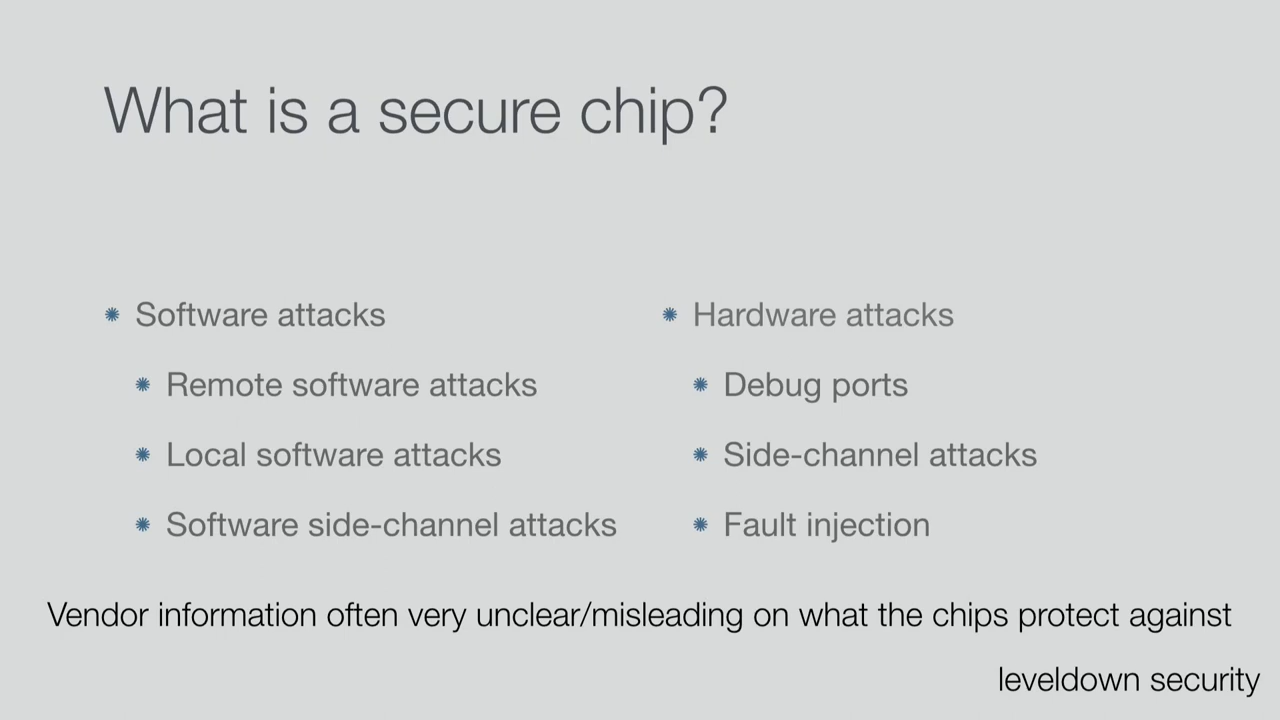 What is a secure chip?
Software attacks
Remote software attacks
Local software attacks
Software side-channel attacks
Hardware attacks
Debug ports
Side-channel attacks
Fault injection
Vendor information often very unclear/misleading on what the chips protect against
leveldown security